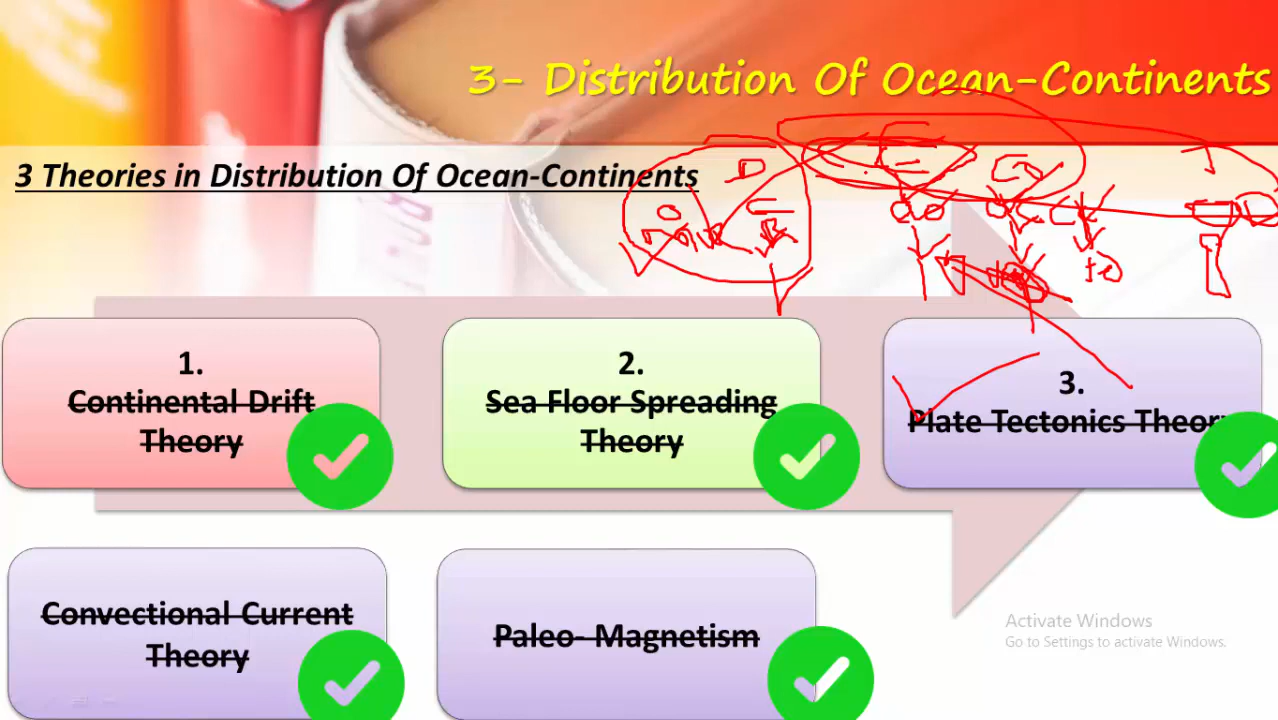 3- Distribution Of Ocean-Continents
3 Theories in Distribution Of Ocean-Continents
1.
Continental Drift
Theory
2.
Sea Floor Spreading
Theory
3.
Plate Tectonics Theory
Convectional Current
Theory
Paleo- Magnetism
Activate Windows
Go to Settings to activate Windows.